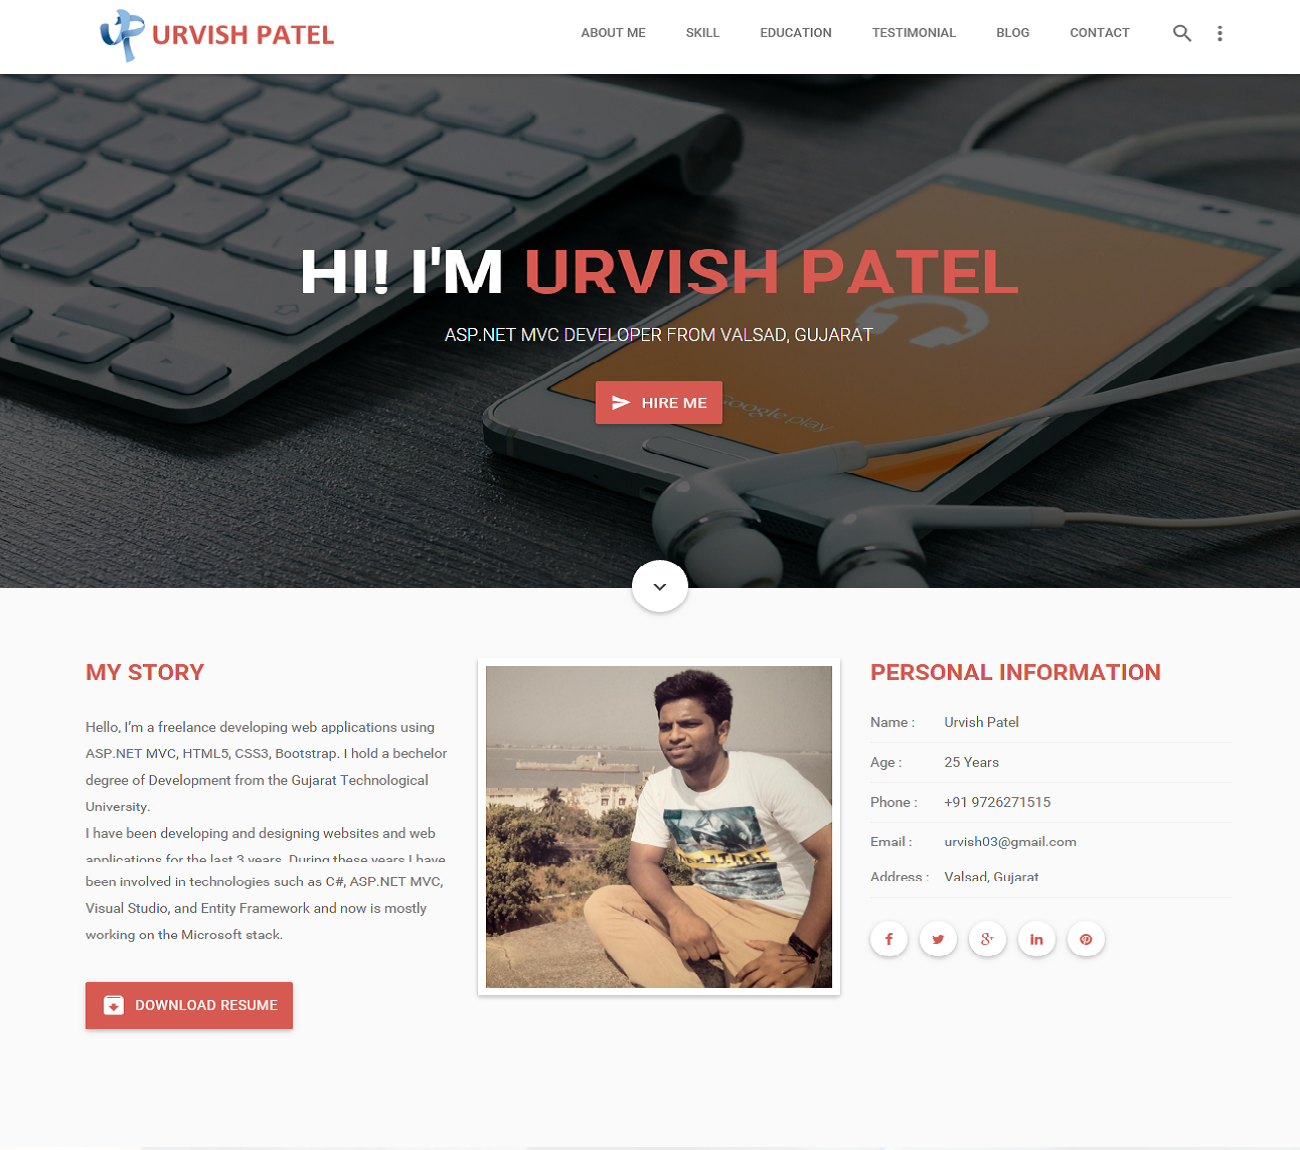 URVISH PATEL
ABOUT ME SKILL EDUCATION TESTIMONIAL BLOG CONTACT
HI! I'M URVISH PATEL
ASP.NET MVC DEVELOPER FROM VALSAD, GUJARAT
HIRE ME
Google play
MY STORY
Hello, I'm a freelance developing web applications using
ASP.NET MVC, HTML5, CSS3, Bootstrap. I hold a bechelor
degree of Development from the Gujarat Technological
University.
I have been developing and designing websites and web
applications for the last 3 years. During these years I have
been involved in technologies such as C#, ASP.NET MVC,
Visual Studio, and Entity Framework and now is mostly
working on the Microsoft stack.
DOWNLOAD RESUME
PERSONAL INFORMATION
Name : Urvish Patel
Age : 25 Years
Phone : +91 9726271515
Email : urvish03@gmail.com
Address : Valsad, Gujarat